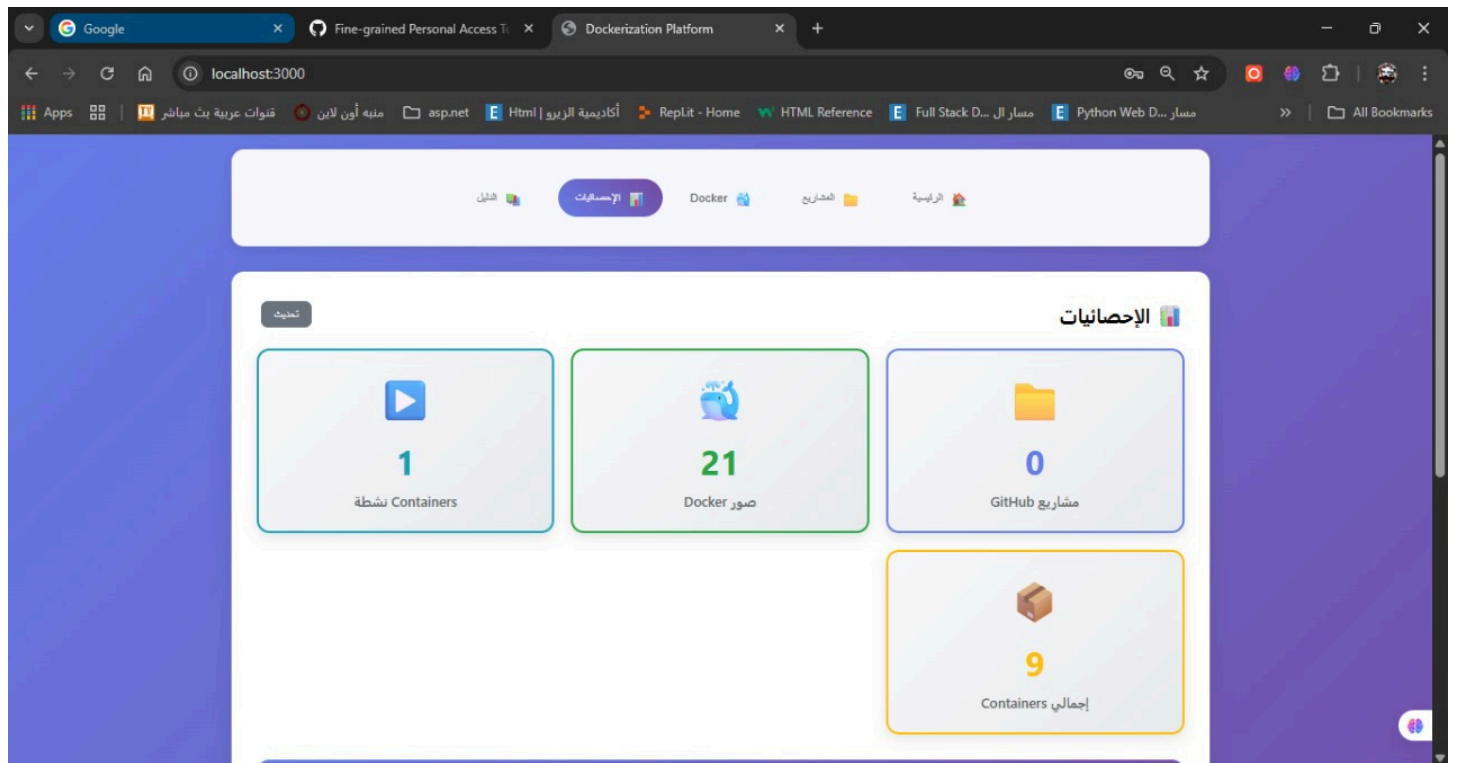 Google
Fine-grained Personal Access To
Dockerization Platform
localhost:3000
Apps
قنوات عربية بث مباشر
منبه أون لاين
asp.net
Html | أكاديمية الزيرو
Repl.it - Home
HTML Reference
مسار ال Full Stack D...
مسار Python Web D...
All Bookmarks
الرئيسية
المشاريع
Docker
الإحصائيات
الدليل
الإحصائيات
تحديث
0
مشاريع GitHub
21
صور Docker
1
Containers نشطة
9
إجمالي Containers